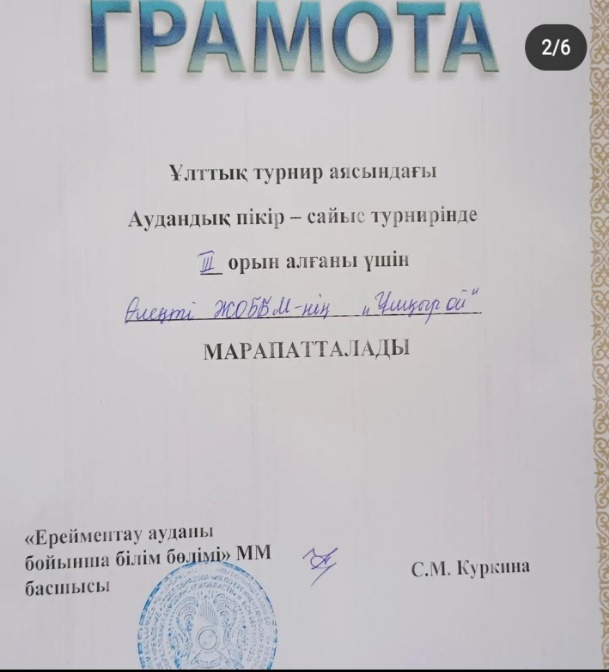 ГРАМОТА
2/6
Ұлттық турнир аясындағы
Аудандық пікір – сайыс турнирінде
III орын алғаны үшін
Өлеңті ЖОББМ-нің „Ұшқыр ой"
МАРАПАТТАЛАДЫ
«Ерейментау ауданы
бойынша білім бөлімі» ММ
басшысы
С.М. Куркина